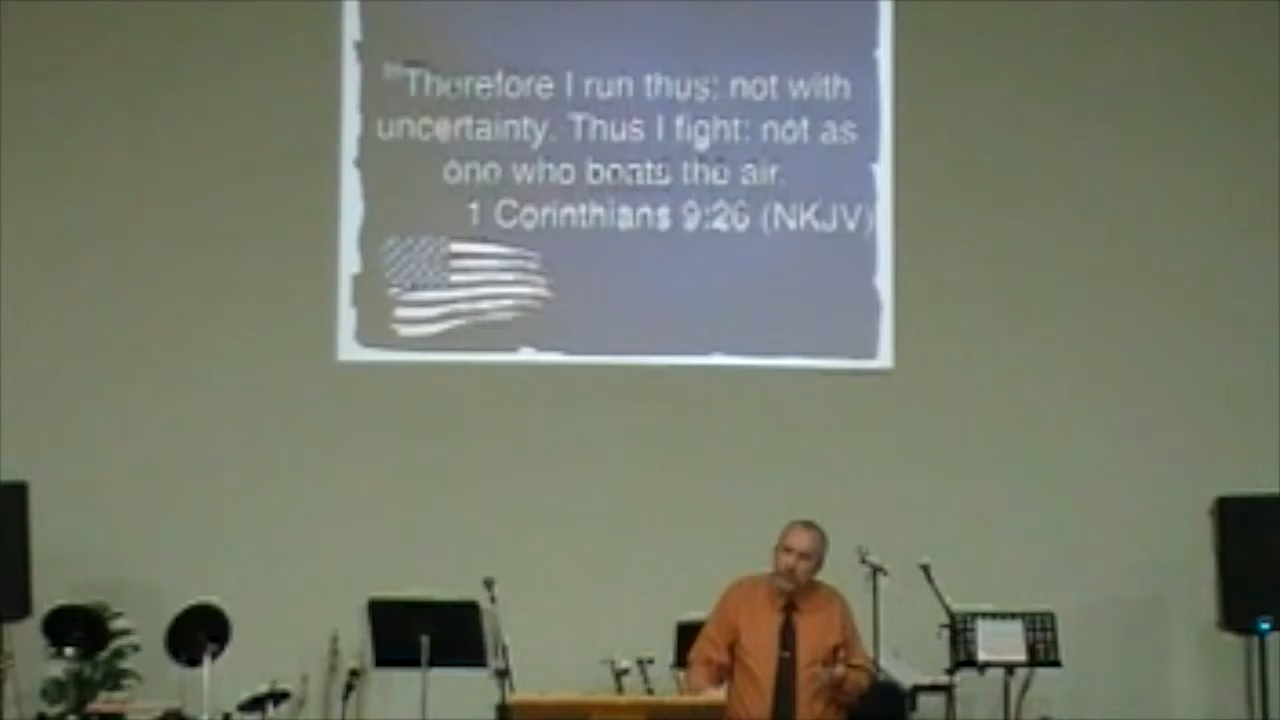 Therefore I run thus: not with
uncertainty. Thus I fight: not as
one who beats the air.
1 Corinthians 9:26 (NKJV)